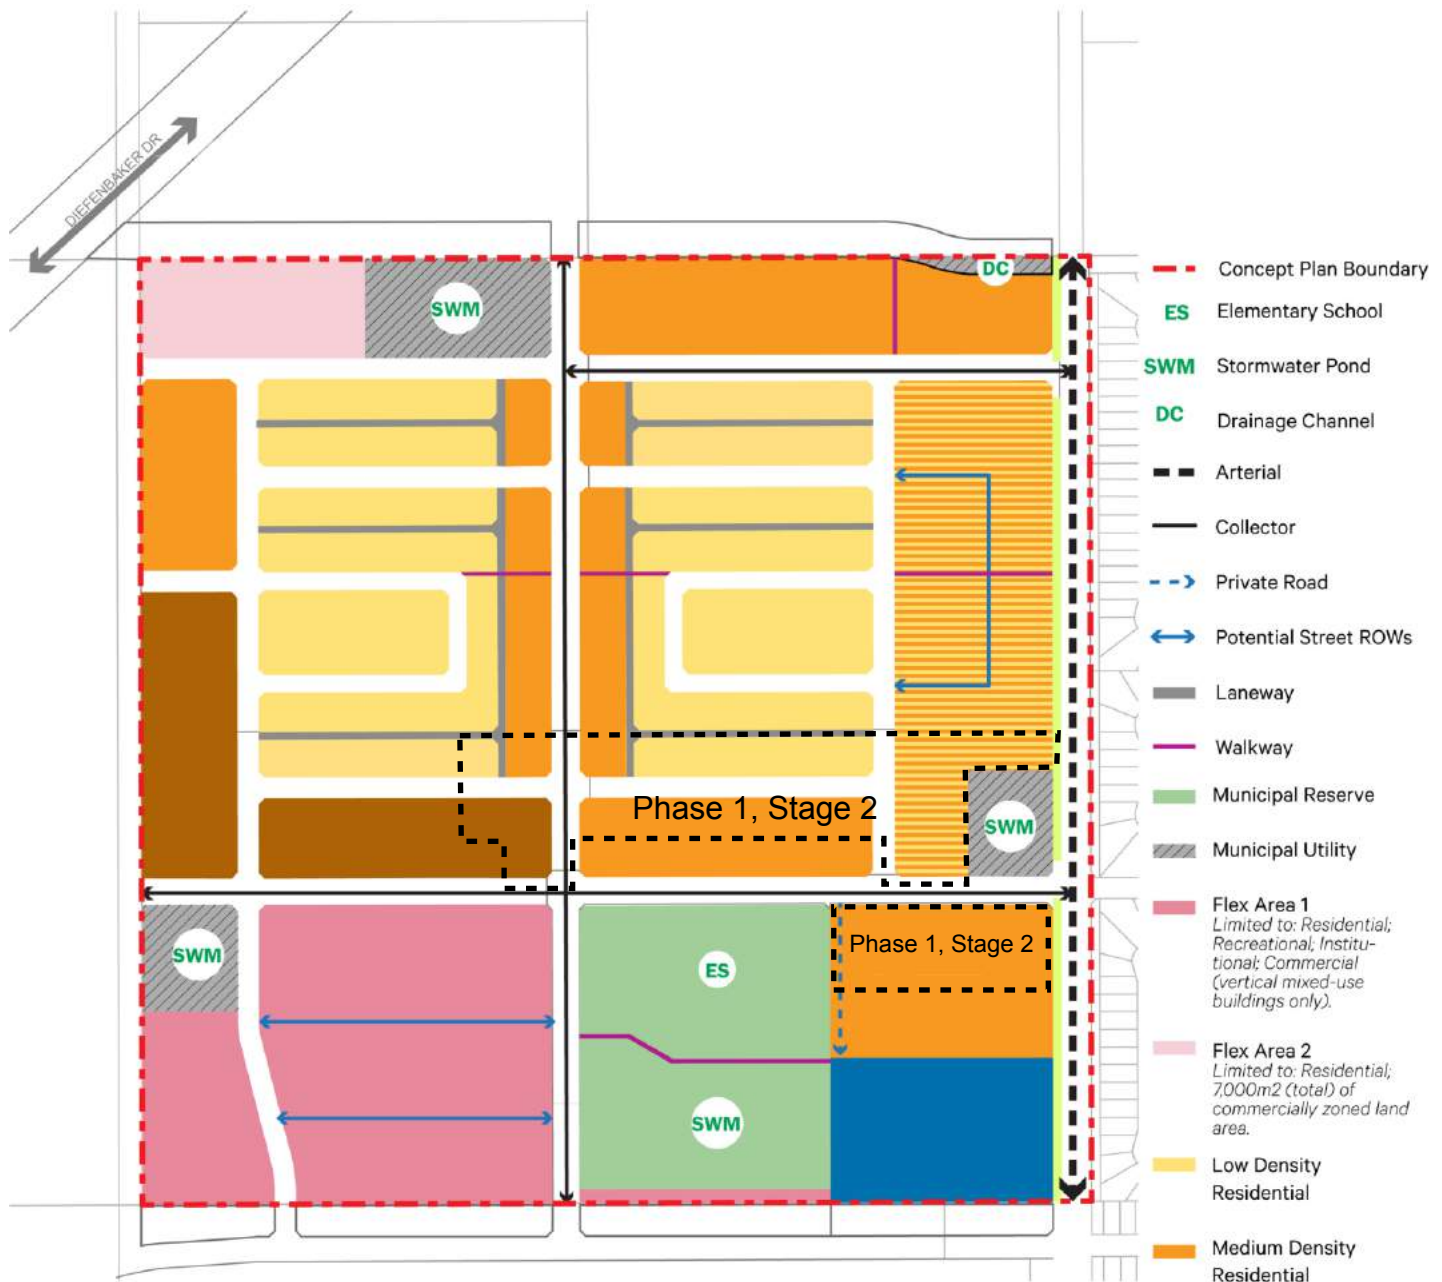 DIEFENBAKER DR
SWM
DC
Phase 1, Stage 2
SWM
SWM
ES
Phase 1, Stage 2
SWM
Concept Plan Boundary
ES Elementary School
SWM Stormwater Pond
DC Drainage Channel
Arterial
Collector
Private Road
Potential Street ROWs
Laneway
Walkway
Municipal Reserve
Municipal Utility
Flex Area 1
Limited to: Residential;
Recreational; Institu-
tional; Commercial
(vertical mixed-use
buildings only).
Flex Area 2
Limited to: Residential;
7,000m2 (total) of
commercially zoned land
area.
Low Density
Residential
Medium Density
Residential